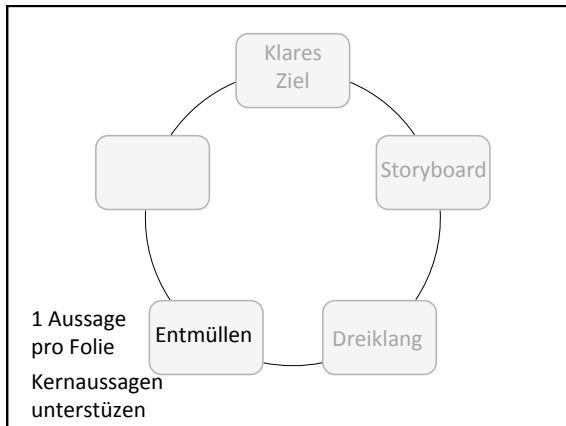 Klares
Ziel
Storyboard
Dreiklang
Entmüllen
1 Aussage
pro Folie
Kernaussagen
unterstüzen